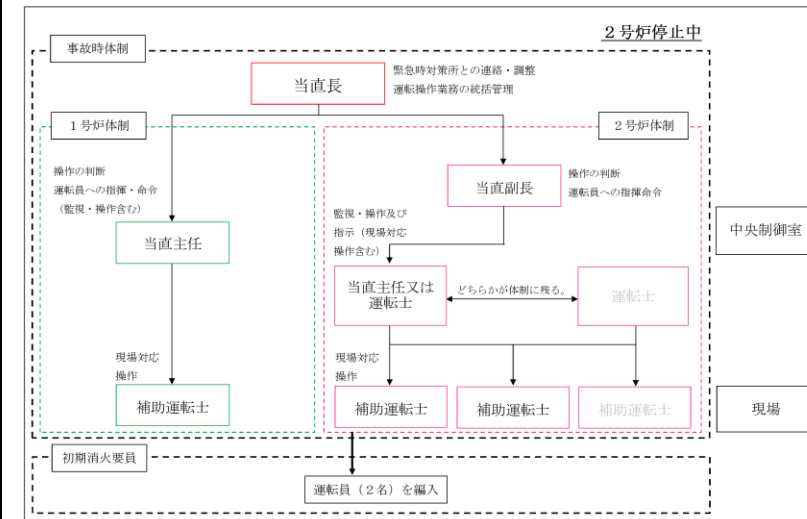 ２号炉停止中
事故時体制
当直長
緊急時対策所との連絡・調整
運転操作業務の統括管理
１号炉体制
２号炉体制
操作の判断
運転員への指揮・命令
（監視・操作含む）
当直副長
操作の判断
運転員への指揮命令
監視・操作及び
指示（現場対応
操作含む）
中央制御室
当直主任
当直主任又は
運転士
どちらかが体制に残る。
運転士
現場対応
操作
現場対応
操作
補助運転士
補助運転士
補助運転士
補助運転士
現場
初期消火要員
運転員（２名）を編入